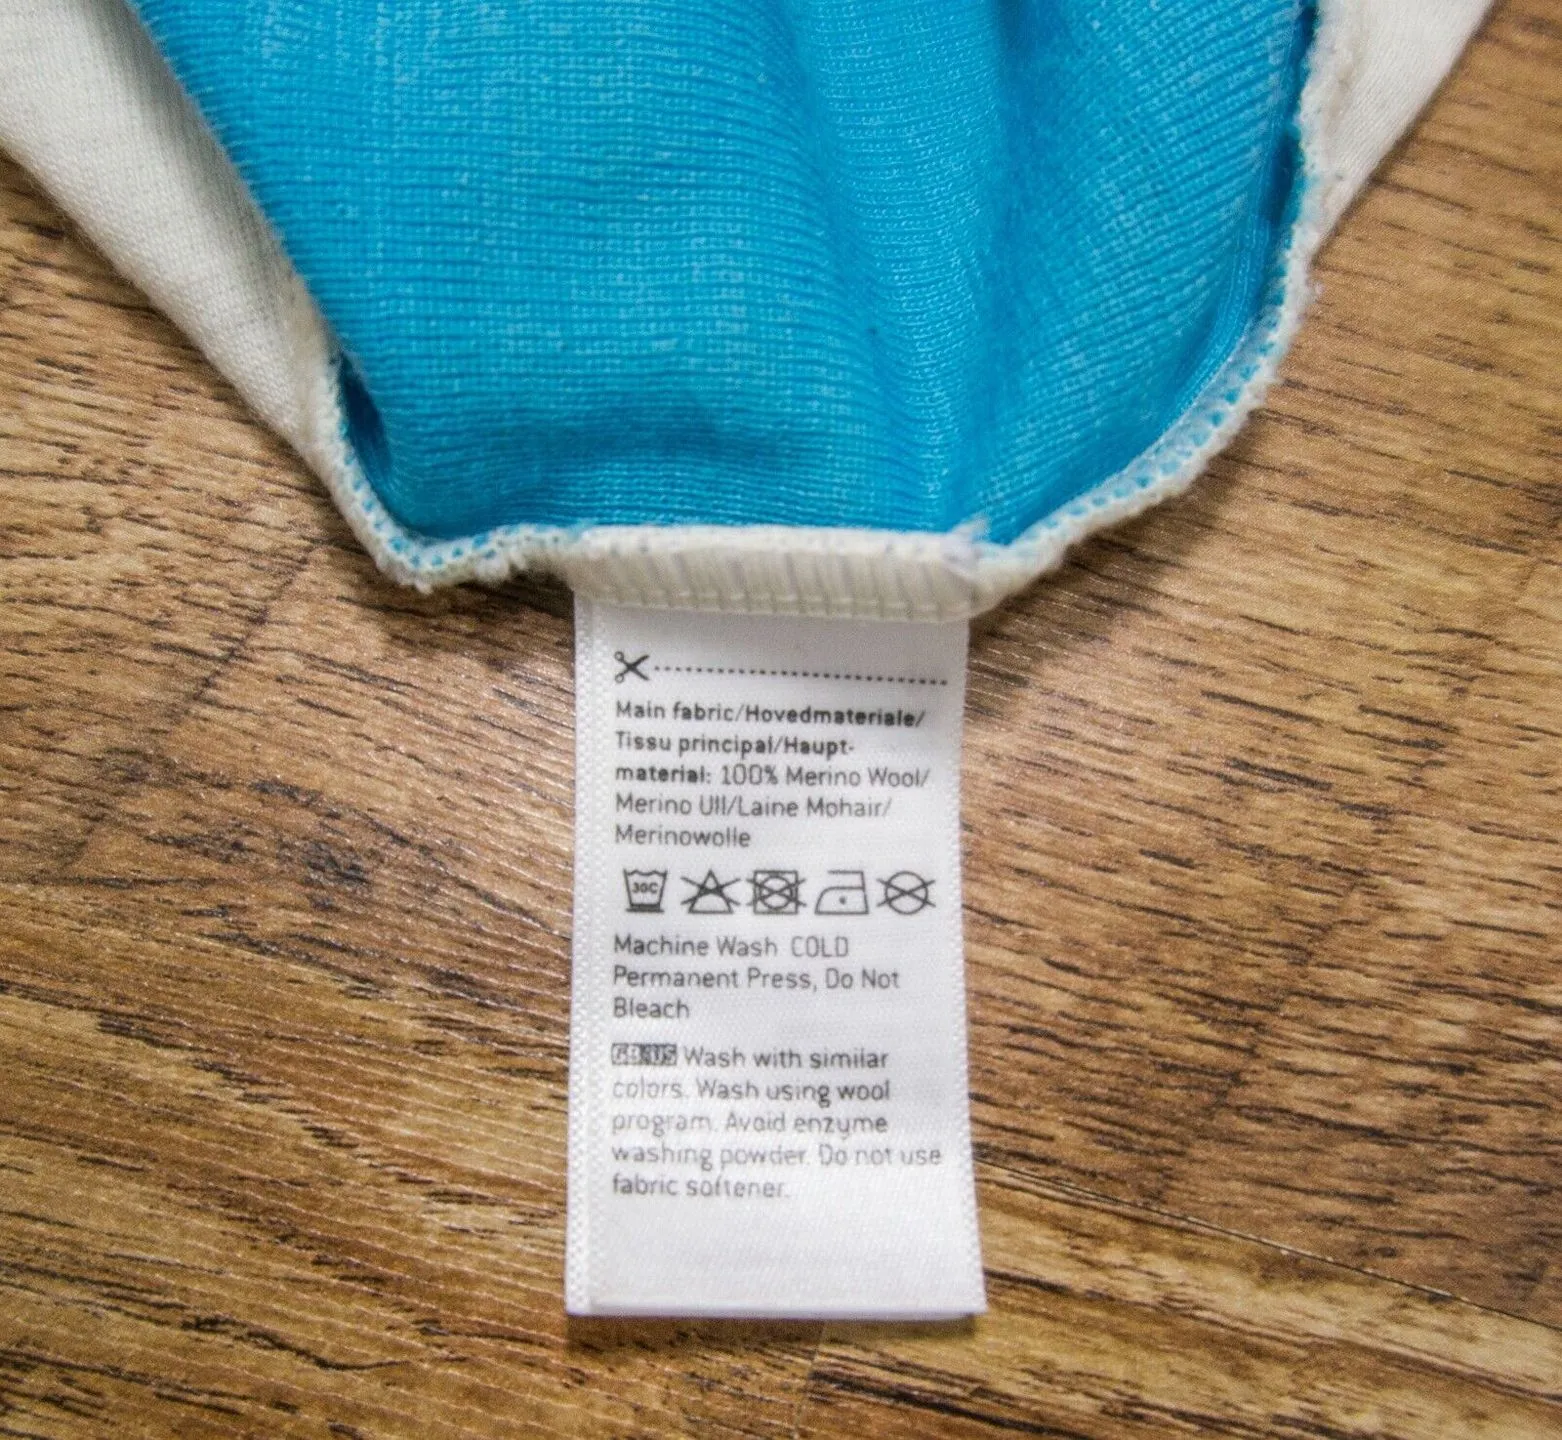 Main fabric/Hovedmateriale/
Tissu principal/Haupt-
material: 100% Merino Wool/
Merino Ull/Laine Mohair/
Merinowolle
30C
Machine Wash COLD
Permanent Press, Do Not
Bleach
GB/US Wash with similar
colors. Wash using wool
program. Avoid enzyme
washing powder. Do not use
fabric softener.